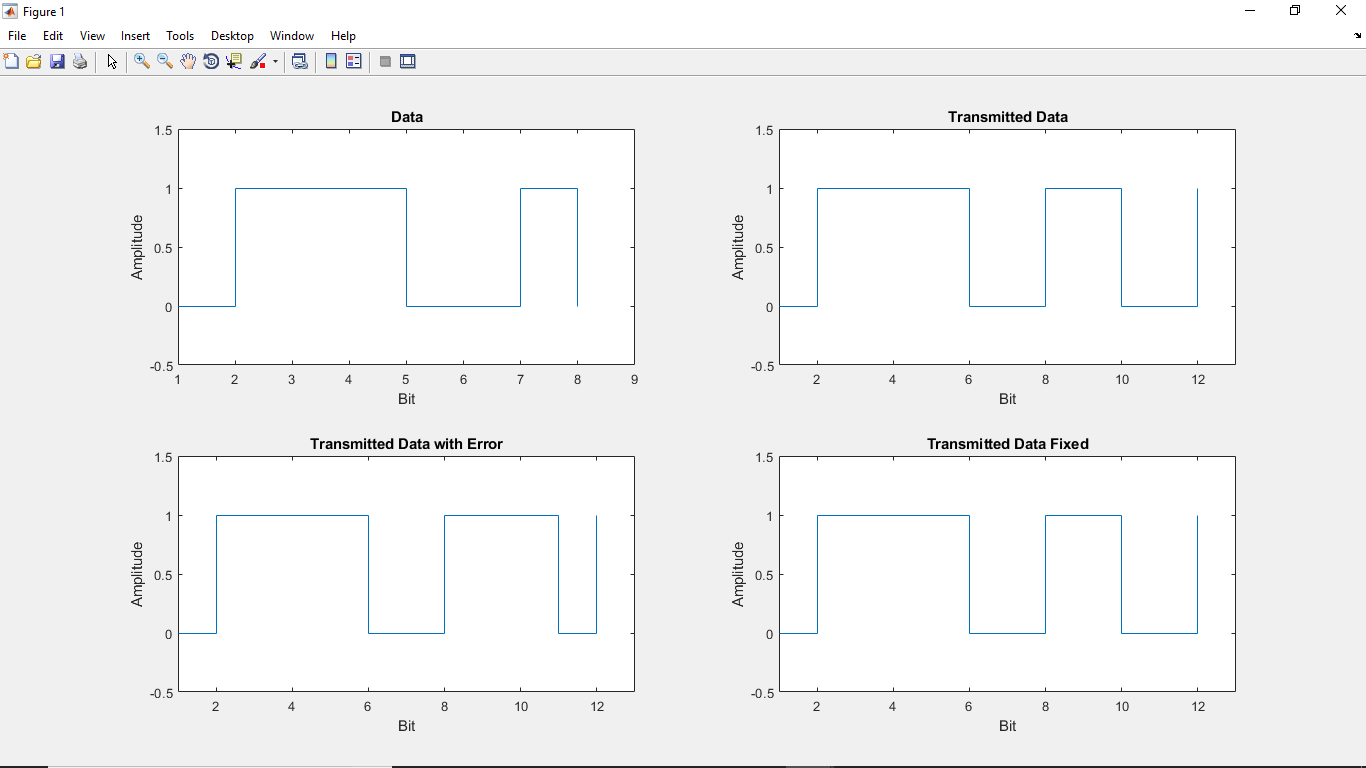 Figure 1
File Edit View Insert Tools Desktop Window Help
Data
1.5
1
0.5
0
-0.5
Amplitude
1 2 3 4 5 6 7 8 9
Bit
Transmitted Data
1.5
1
0.5
0
-0.5
Amplitude
2 4 6 8 10 12
Bit
Transmitted Data with Error
1.5
1
0.5
0
-0.5
Amplitude
2 4 6 8 10 12
Bit
Transmitted Data Fixed
1.5
1
0.5
0
-0.5
Amplitude
2 4 6 8 10 12
Bit